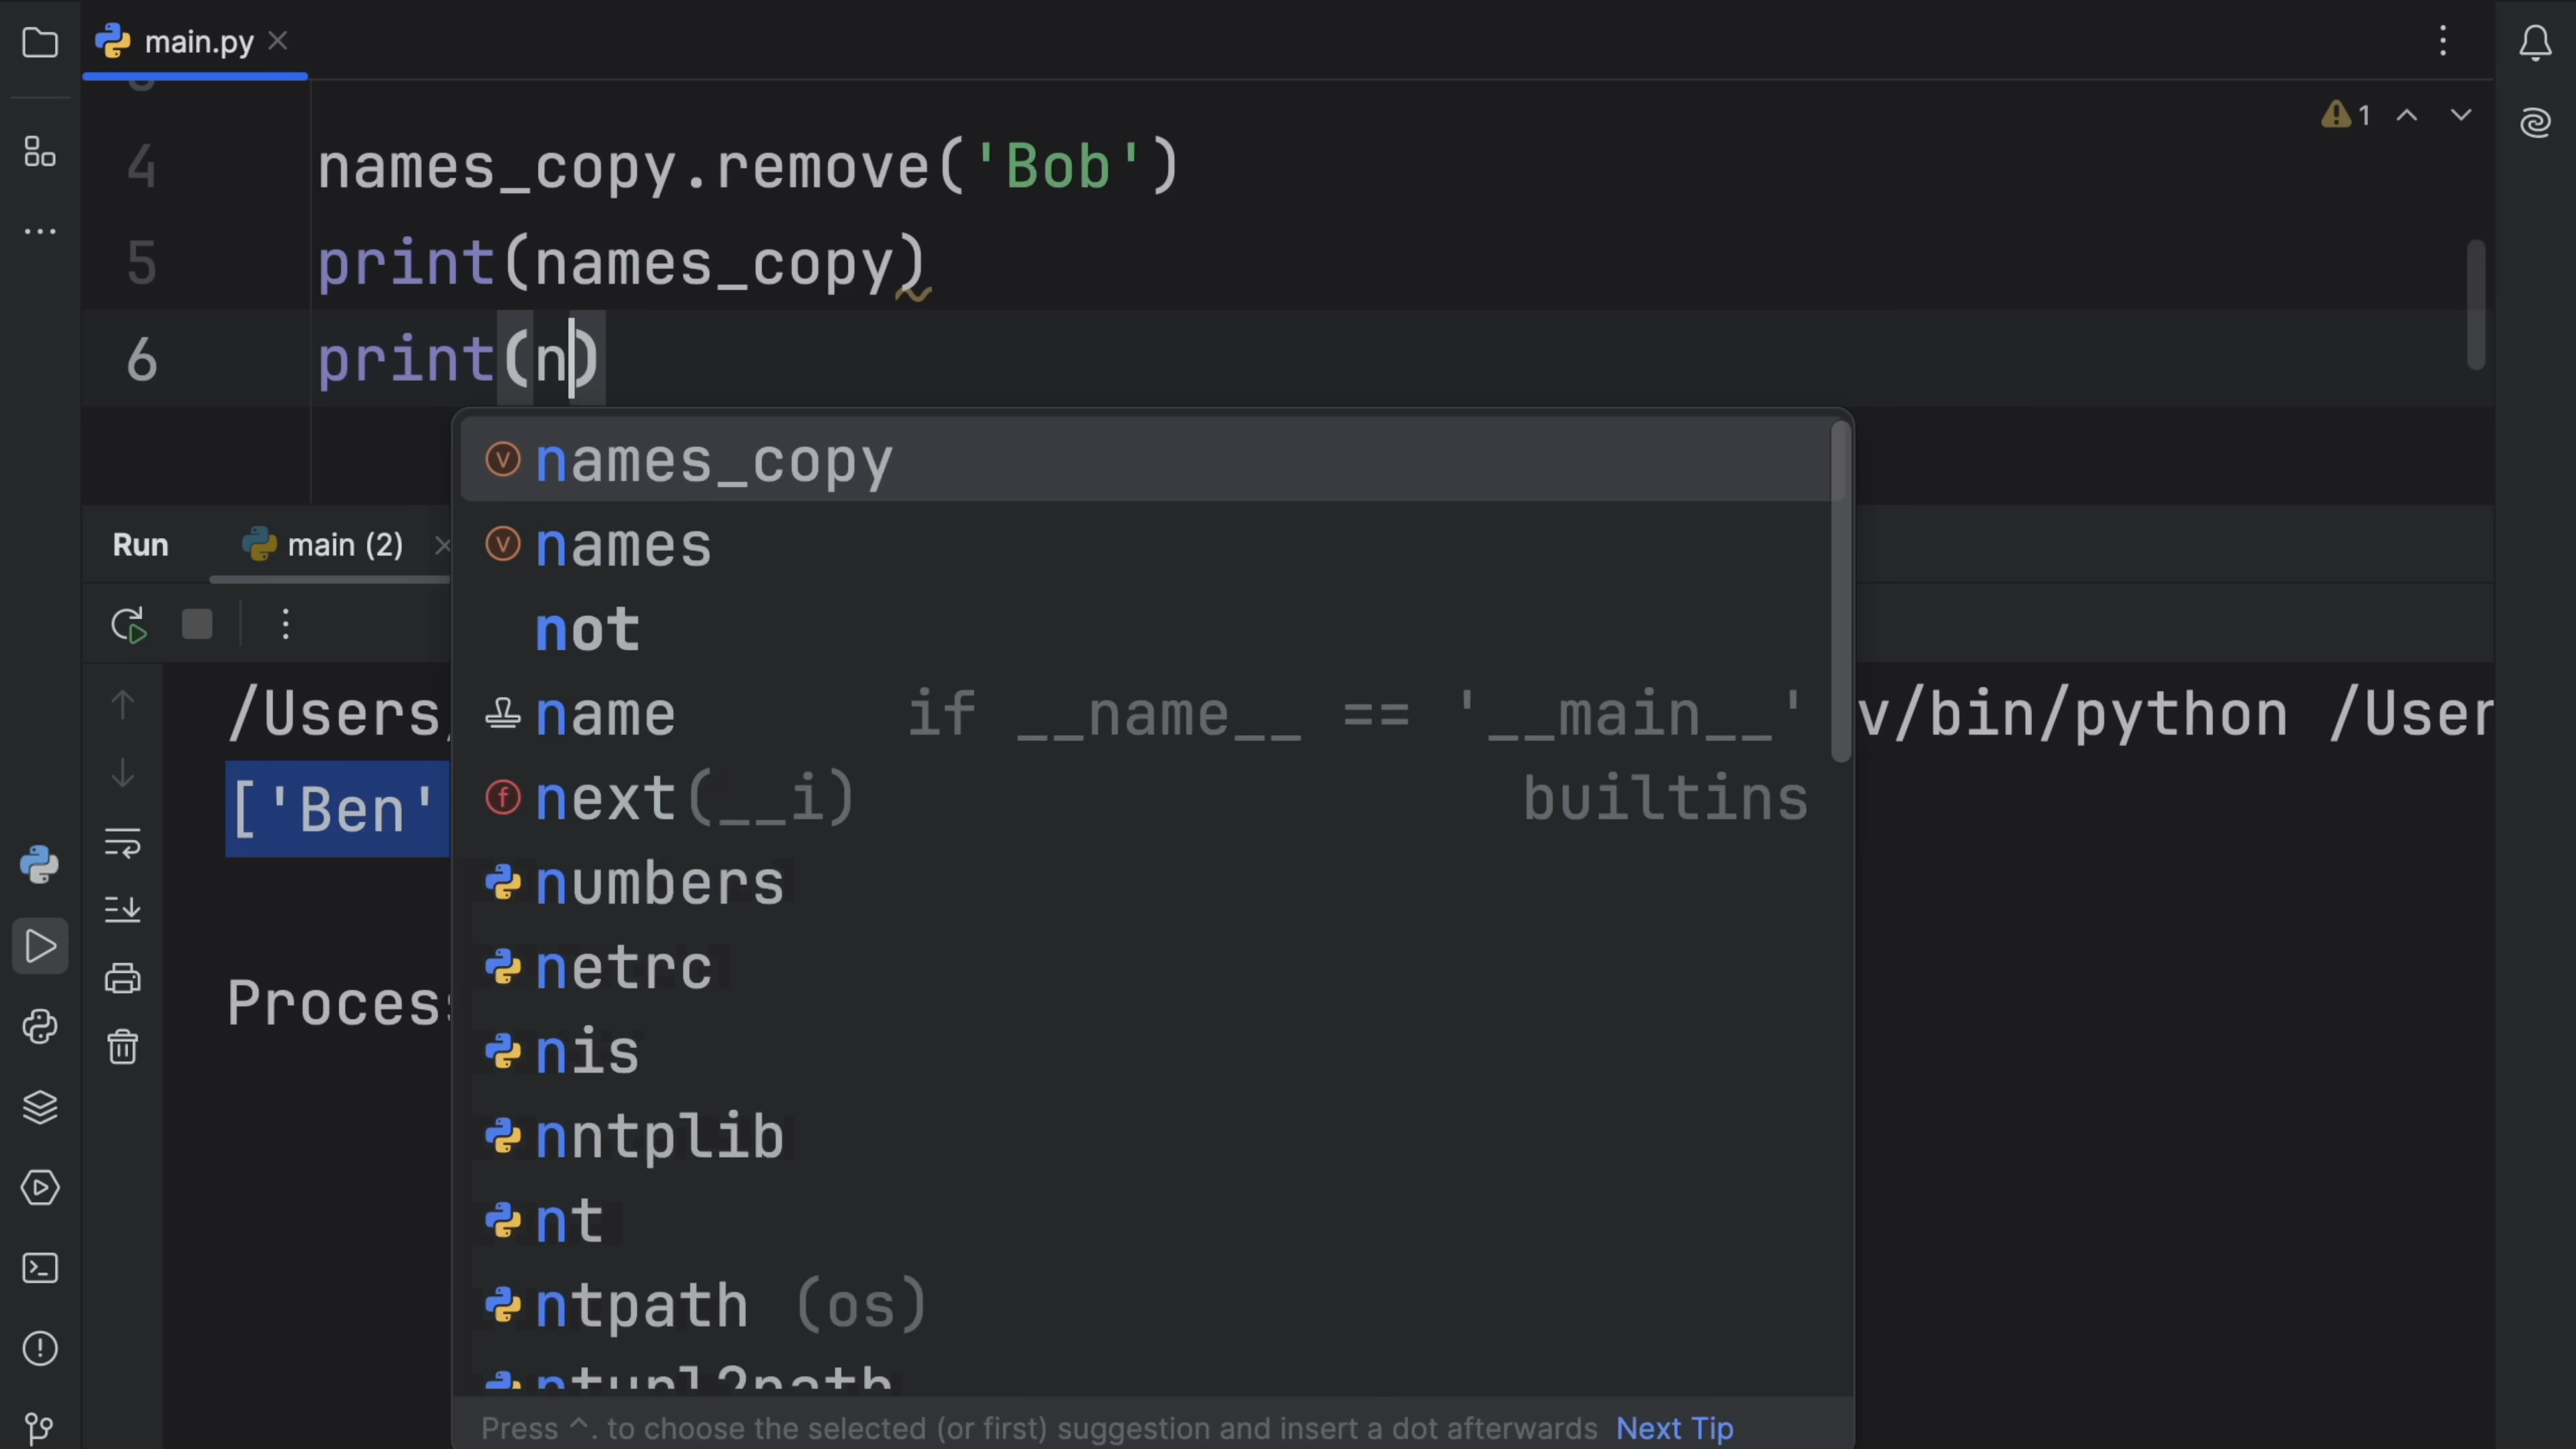 main.py
1
4 names_copy.remove('Bob')
5 print(names_copy)
6 print(n)
names_copy
names
not
name if __name__ == '__main__'
next(__i) builtins
numbers
netrc
nis
nntplib
nt
ntpath (os)
Press ^. to choose the selected (or first) suggestion and insert a dot afterwards Next Tip
Run main (2)
/Users v/bin/python /User
['Ben'
Process